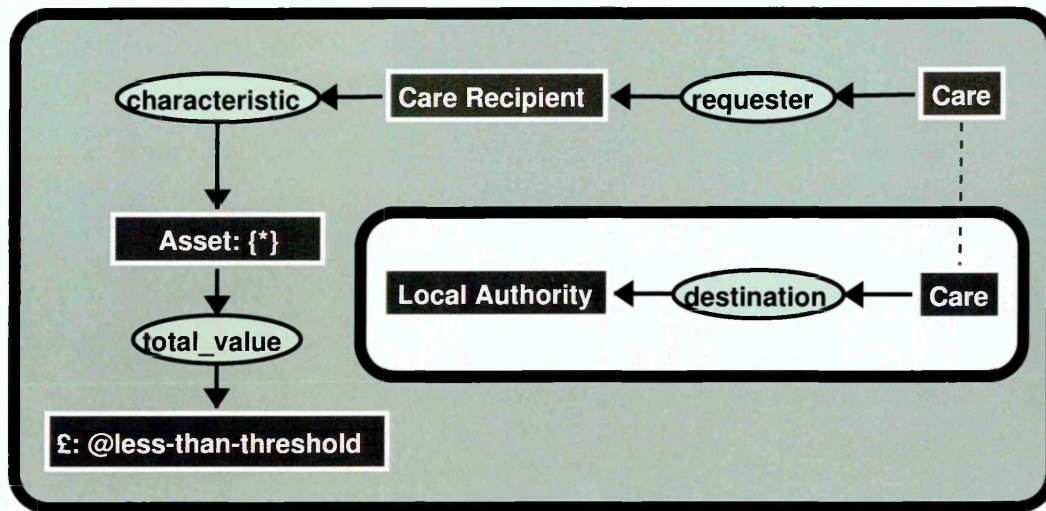 characteristic
Care Recipient
requester
Care
Asset: {*}
Local Authority
destination
Care
total_value
£: @less-than-threshold